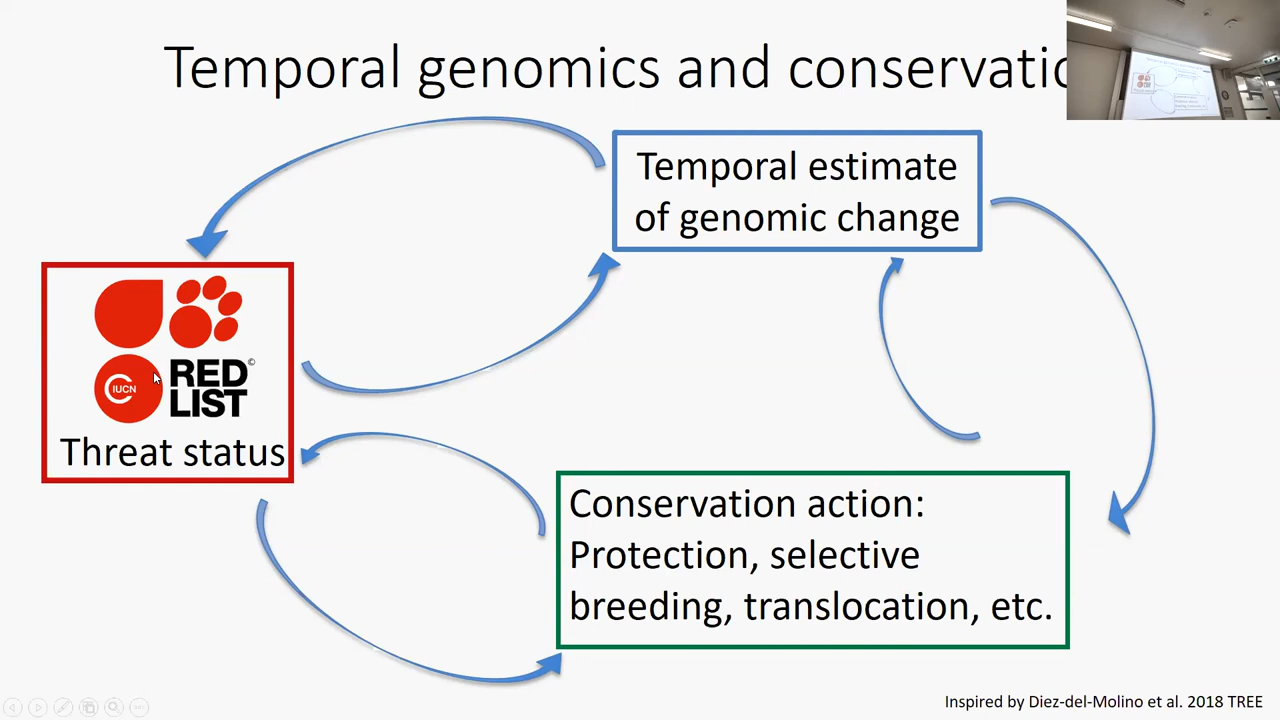 Temporal genomics and conservatio
Temporal estimate
of genomic change
IUCN
RED
LIST
©
Threat status
Conservation action:
Protection, selective
breeding, translocation, etc.
Inspired by Diez-del-Molino et al. 2018 TREE